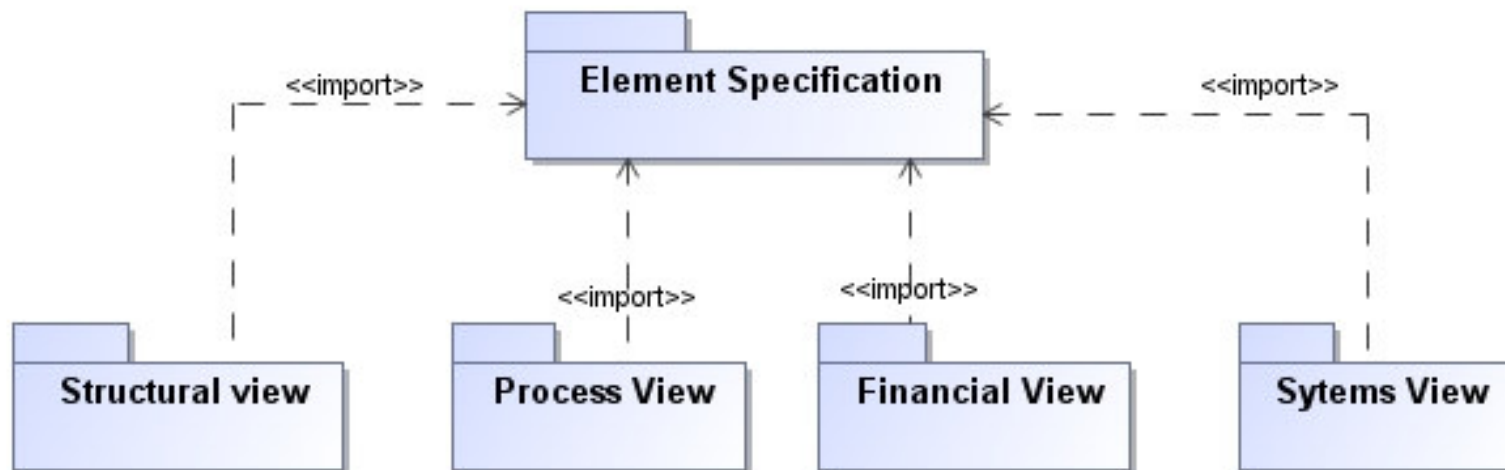 Element Specification
<<import>>
<<import>>
<<import>>
<<import>>
Structural view
Process View
Financial View
Sytems View